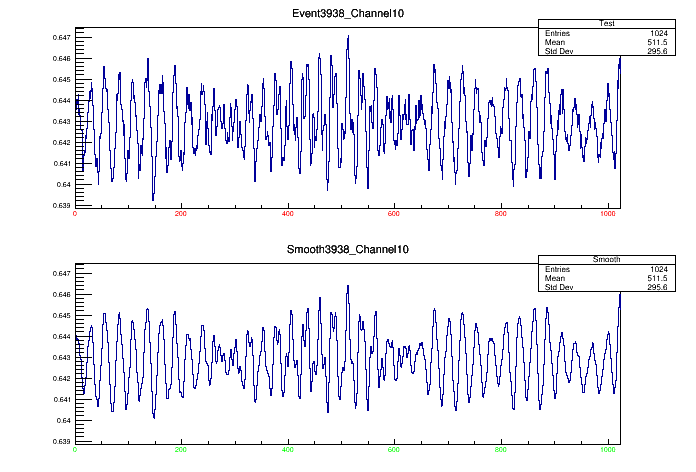 Event3938_Channel10
Test
Entries 1024
Mean 511.5
Std Dev 295.6
0.647
0.646
0.645
0.644
0.643
0.642
0.641
0.64
0.639
0 200 400 600 800 1000
Smooth3938_Channel10
Smooth
Entries 1024
Mean 511.5
Std Dev 295.6
0.647
0.646
0.645
0.644
0.643
0.642
0.641
0.64
0.639
0 200 400 600 800 1000